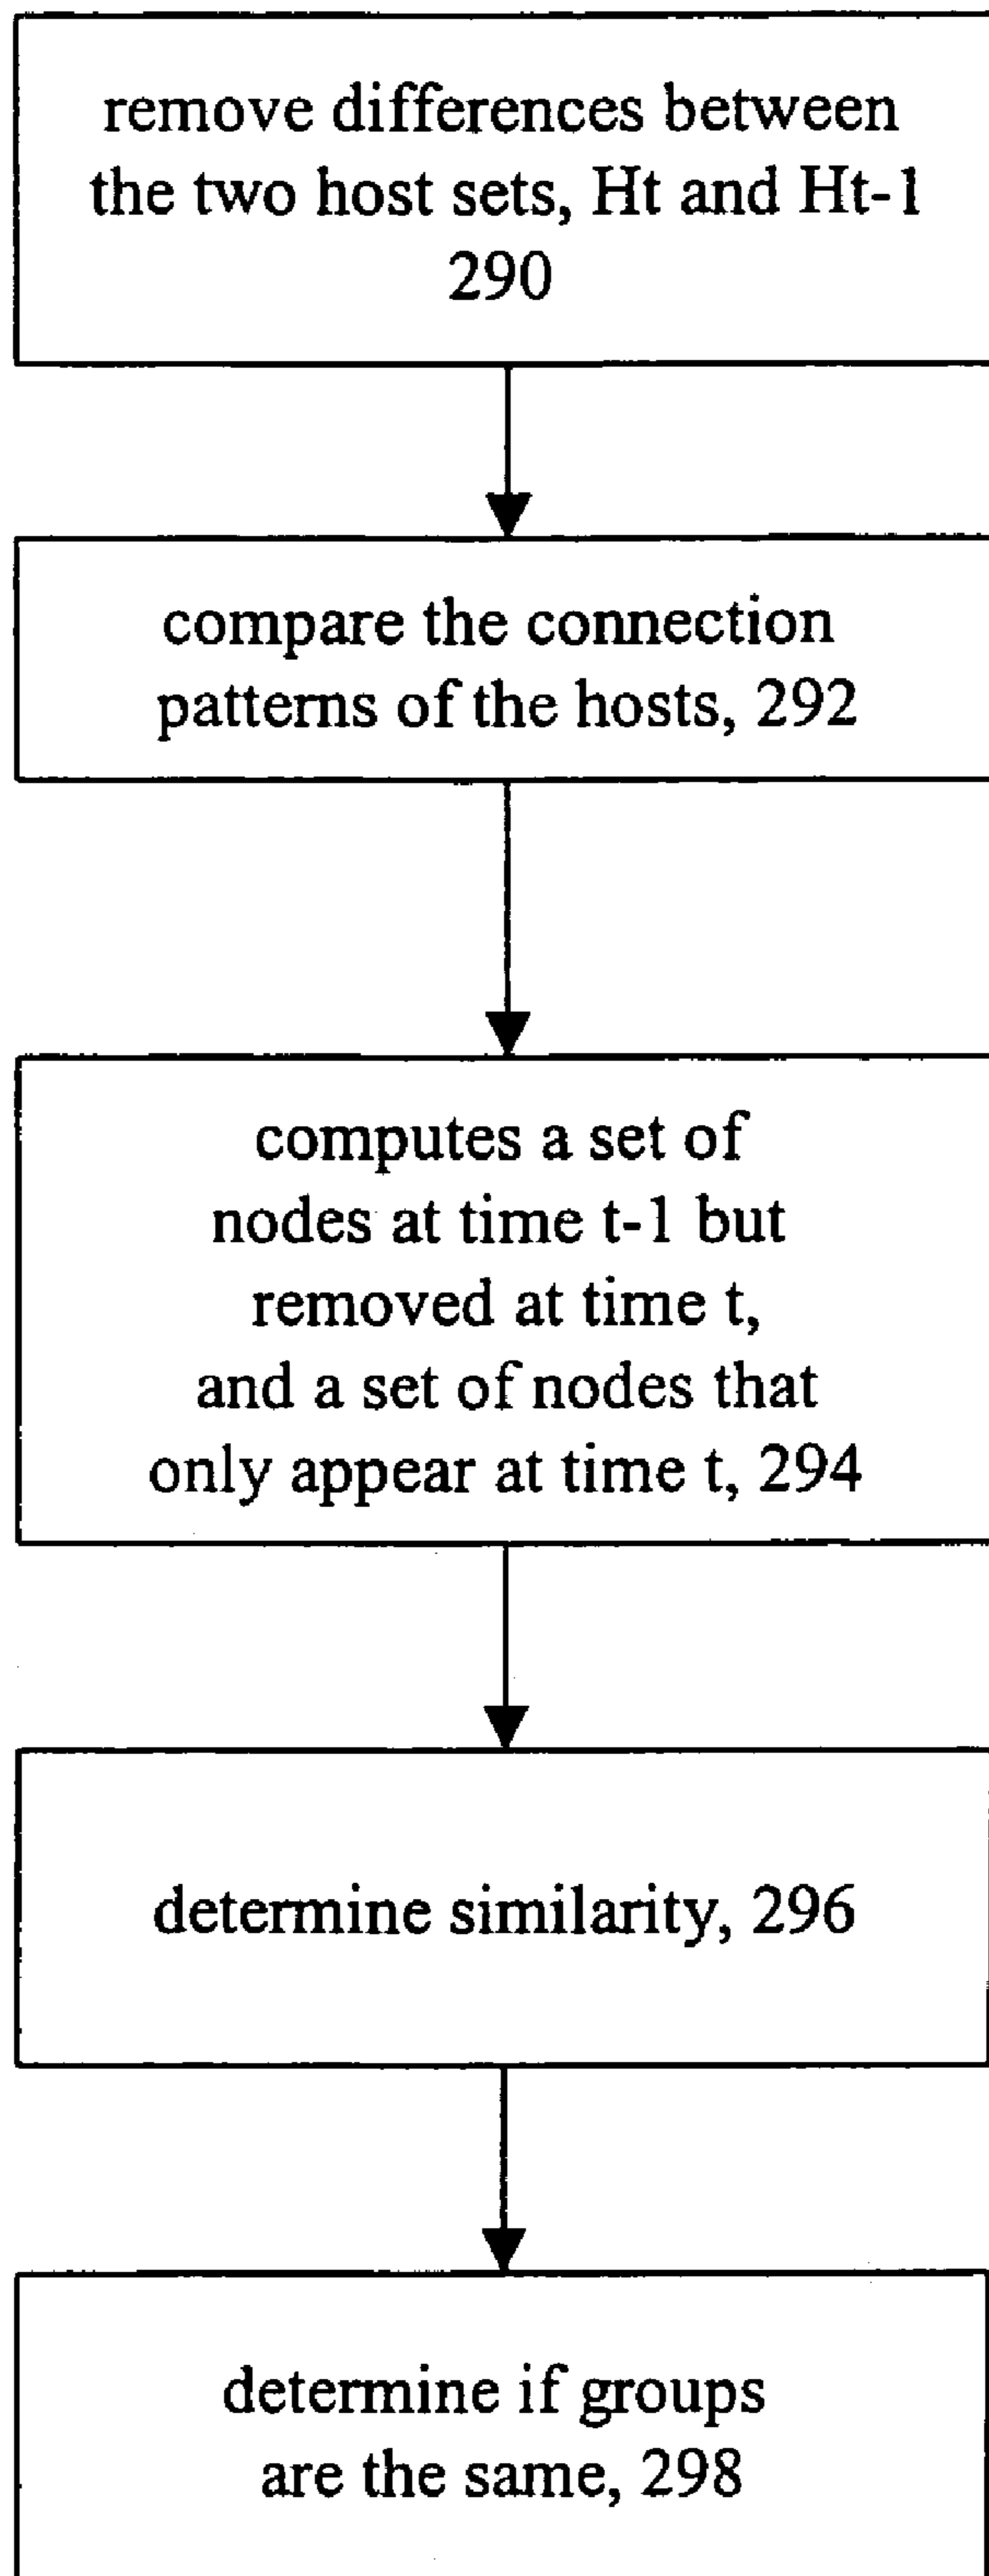 remove differences between
the two host sets, Ht and Ht-1
290
compare the connection
patterns of the hosts, 292
computes a set of
nodes at time t-1 but
removed at time t,
and a set of nodes that
only appear at time t, 294
determine similarity, 296
determine if groups
are the same, 298